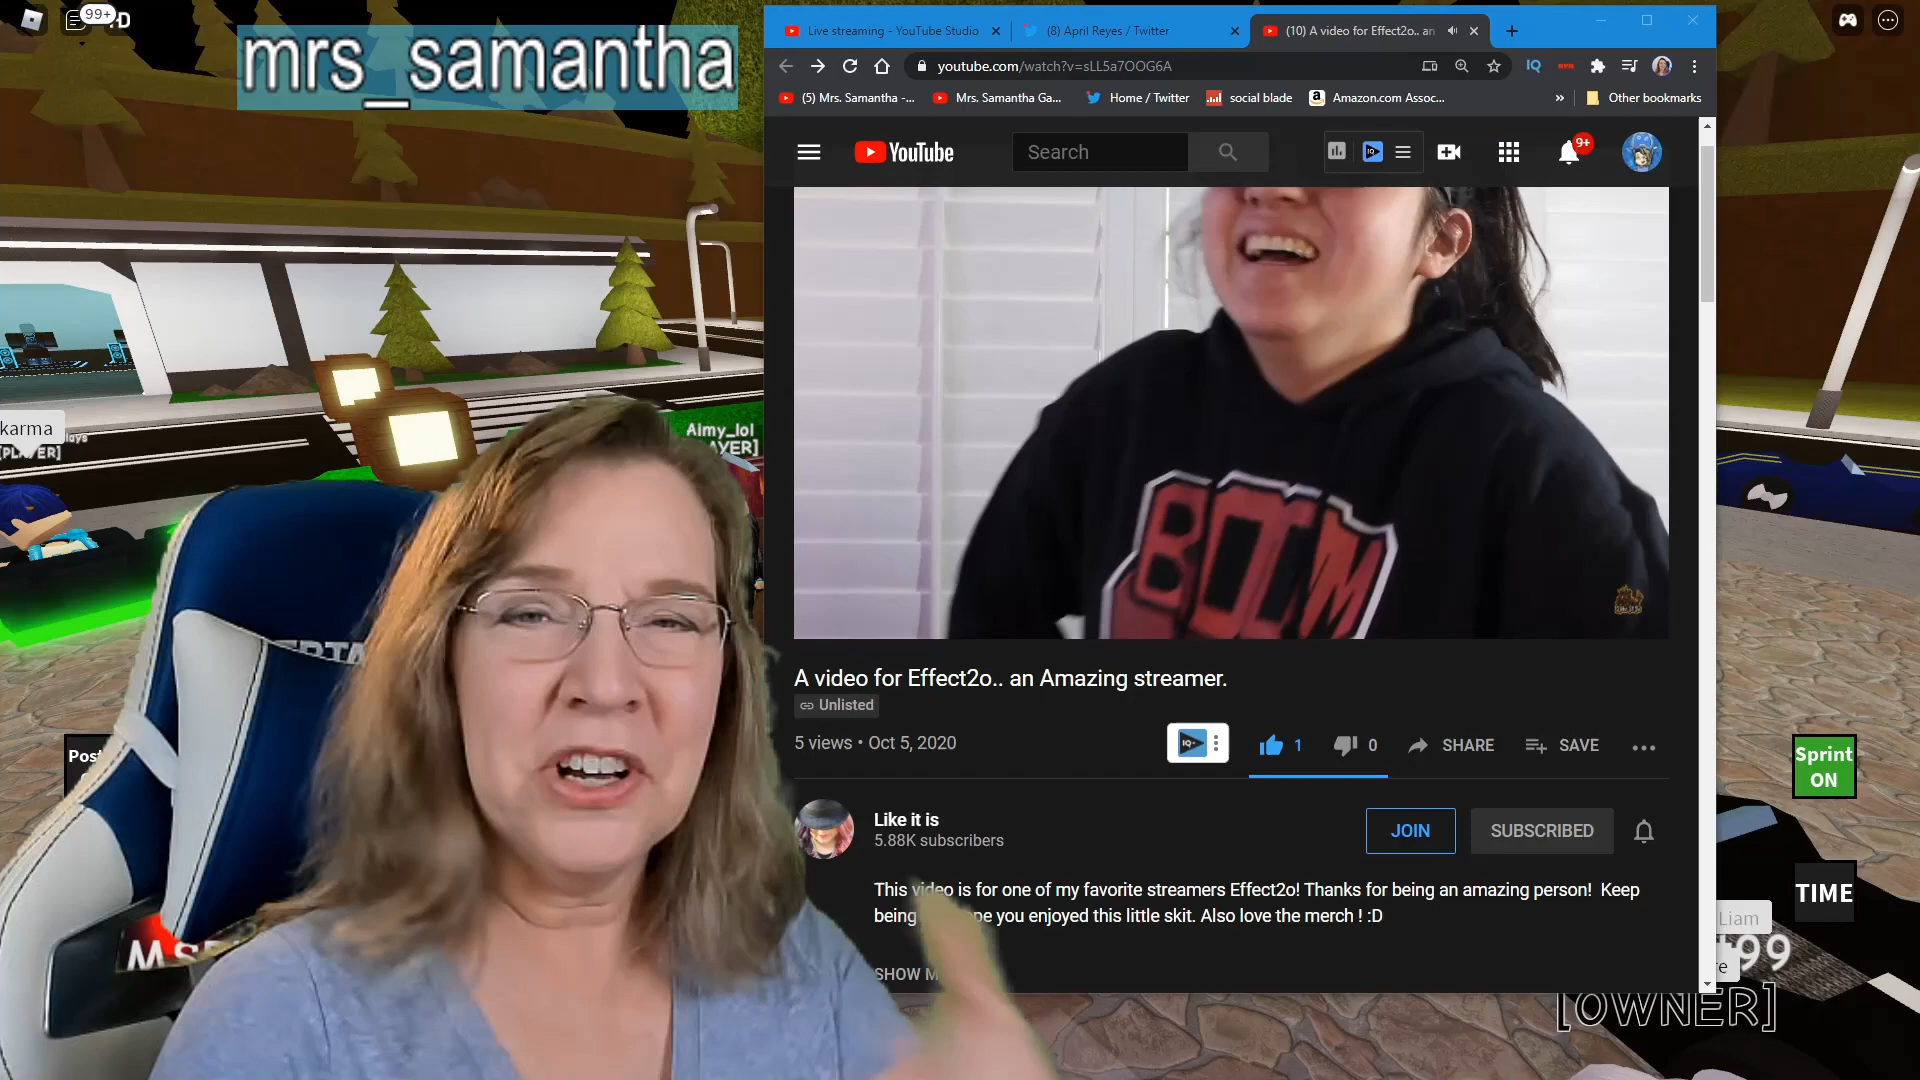 99+
mrs_samantha
Live streaming - YouTube Studio
(8) April Reyes / Twitter
(10) A video for Effect2o.. an
youtube.com/watch?v=sLL5a7OOG6A
(5) Mrs. Samantha -...
Mrs. Samantha Ga...
Home / Twitter
social blade
Amazon.com Assoc...
»
Other bookmarks
YouTube
Search
IQ
9+
karma
Almy_lol
BOOM
A video for Effect2o.. an Amazing streamer.
Unlisted
5 views • Oct 5, 2020
IQ
1
0
SHARE
SAVE
Like it is
5.88K subscribers
JOIN
SUBSCRIBED
This video is for one of my favorite streamers Effect2o! Thanks for being an amazing person! Keep
being you enjoyed this little skit. Also love the merch ! :D
SHOW
Sprint
ON
TIME
Liam
99
[OWNER]